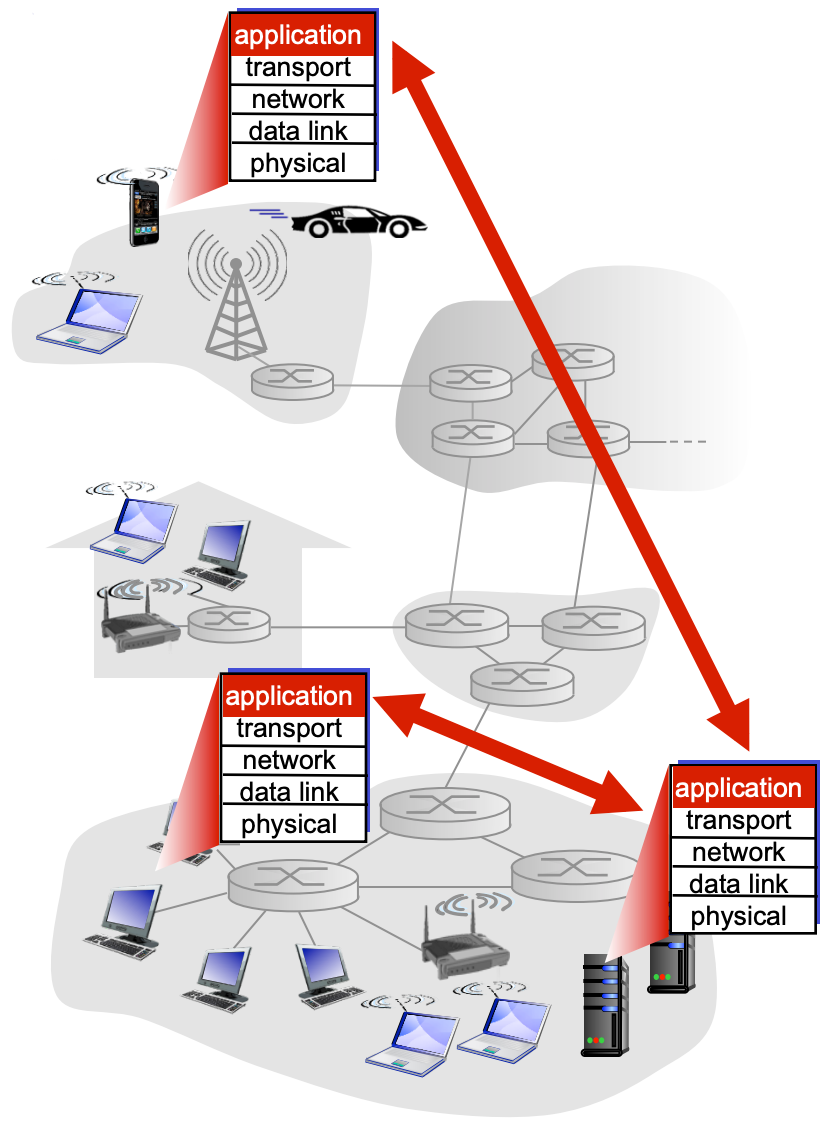 application
transport
network
data link
physical
application
transport
network
data link
physical
application
transport
network
data link
physical